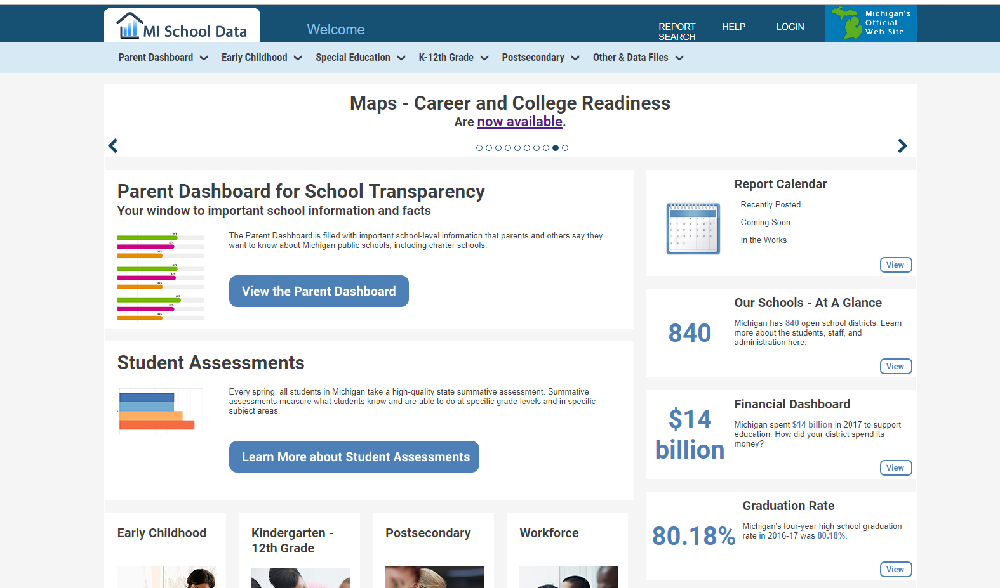 MI School Data
Welcome
REPORT
SEARCH
HELP
LOGIN
Michigan's
Official
Web Site
Parent Dashboard
Early Childhood
Special Education
K-12th Grade
Postsecondary
Other & Data Files
Maps - Career and College Readiness
Are now available.
Parent Dashboard for School Transparency
Your window to important school information and facts
The Parent Dashboard is filled with important school-level information that parents and others say they
want to know about Michigan public schools, including charter schools.
View the Parent Dashboard
Student Assessments
Every spring, all students in Michigan take a high-quality state summative assessment. Summative
assessments measure what students know and are able to do at specific grade levels and in specific
subject areas.
Learn More about Student Assessments
Early Childhood
Kindergarten -
12th Grade
Postsecondary
Workforce
Report Calendar
Recently Posted
Coming Soon
In the Works
View
Our Schools - At A Glance
840
Michigan has 840 open school districts. Learn
more about the students, staff, and
administration here.
View
Financial Dashboard
$14
billion
Michigan spent $14 billion in 2017 to support
education. How did your district spend its
money?
View
Graduation Rate
80.18%
Michigan's four-year high school graduation
rate in 2016-17 was 80.18%.
View